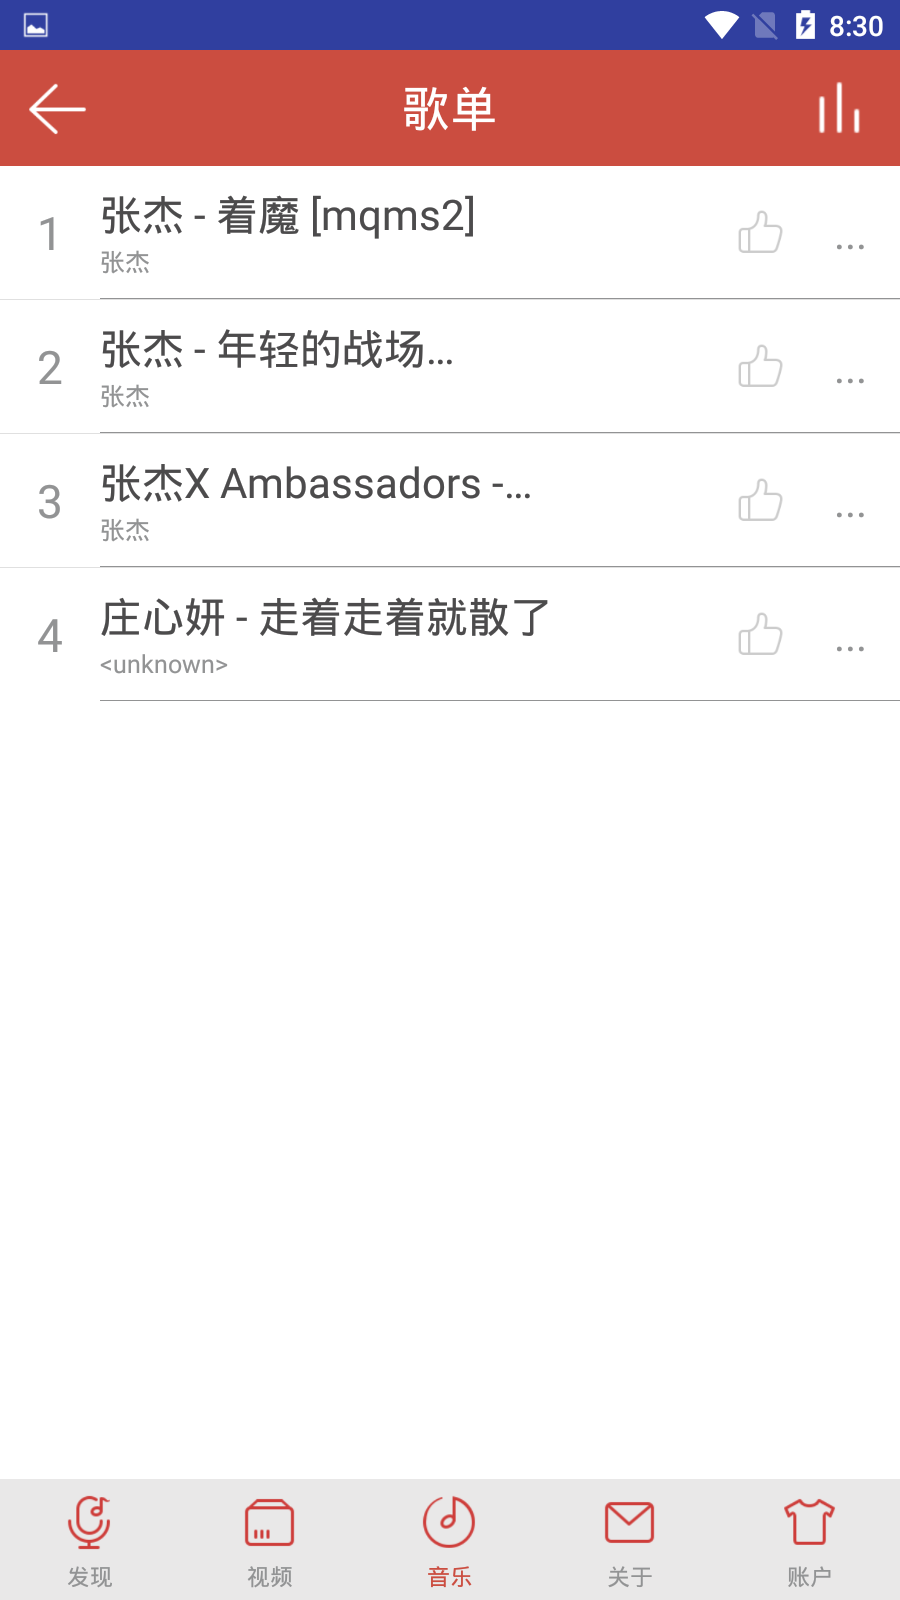 8:30
歌单
1
张杰 - 着魔 [mqms2]
张杰
2
张杰 - 年轻的战场...
张杰
3
张杰X Ambassadors -...
张杰
4
庄心妍 - 走着走着就散了
<unknown>
发现 视频 音乐 关于 账户